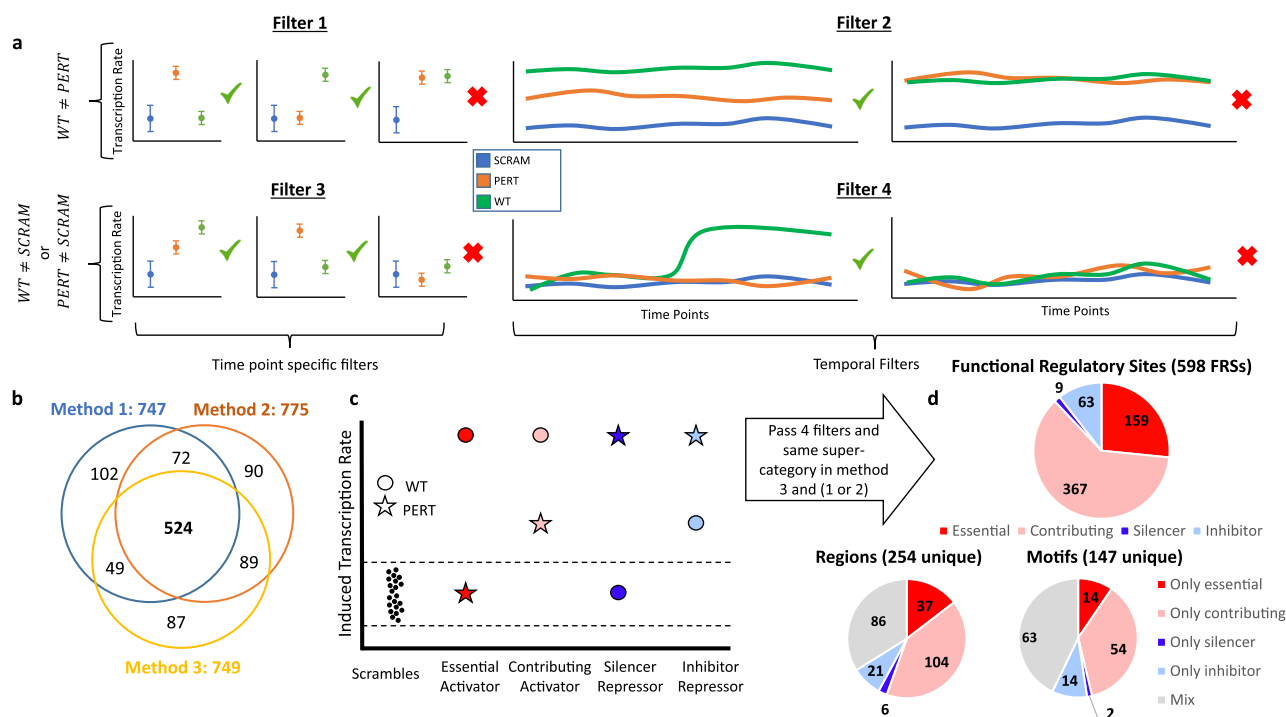 a
Filter 1
Filter 2
WT ≠ PERT
Transcription Rate
SCRAM
PERT
WT
Filter 3
Filter 4
WT ≠ SCRAM
or
PERT ≠ SCRAM
Transcription Rate
Time Points
Time Points
Time point specific filters
Temporal Filters
b
Method 1: 747
Method 2: 775
102
72
90
524
49
89
87
Method 3: 749
c
Induced Transcription Rate
WT
PERT
Scrambles
Essential
Activator
Contributing
Activator
Silencer
Repressor
Inhibitor
Repressor
Pass 4 filters and
same super-
category in method
3 and (1 or 2)
d
Functional Regulatory Sites (598 FRSs)
9
63
159
367
Essential
Contributing
Silencer
Inhibitor
Regions (254 unique)
37
86
104
21
6
Motifs (147 unique)
14
63
54
14
2
Only essential
Only contributing
Only silencer
Only inhibitor
Mix